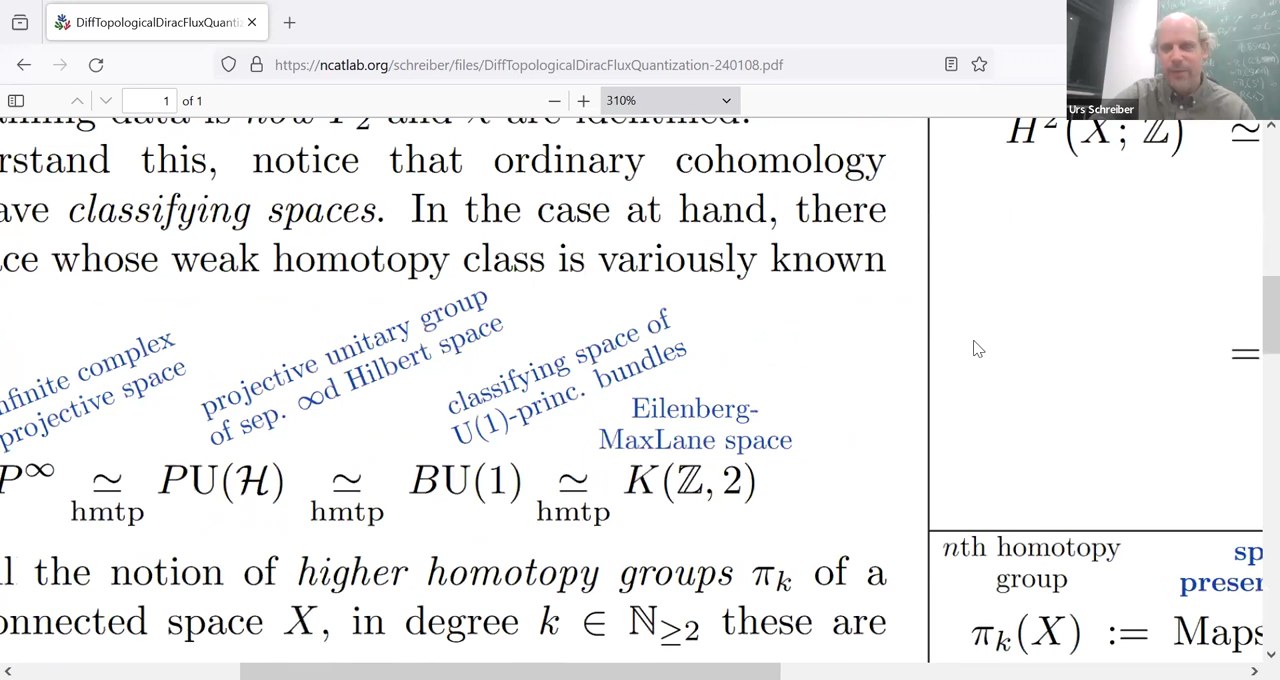 DiffTopologicalDiracFluxQuanti
https://ncatlab.org/schreiber/files/DiffTopologicalDiracFluxQuantization-240108.pdf
1 of 1
310%
Urs Schreiber
H²(X; ℤ) ≃
rstand this, notice that ordinary cohomology
ave classifying spaces. In the case at hand, there
ce whose weak homotopy class is variously known
nfinite complex
projective space
projective unitary group
of sep. ∞d Hilbert space
classifying space of
U(1)-princ. bundles
Eilenberg-
MaxLane space
P^∞ ≃ PU(ℋ) ≃ BU(1) ≃ K(ℤ, 2)
hmtp hmtp hmtp
=
l the notion of higher homotopy groups π_k of a
onnected space X, in degree k ∈ ℕ_≥2 these are
nth homotopy
group
sp
preser
π_k(X) := Maps